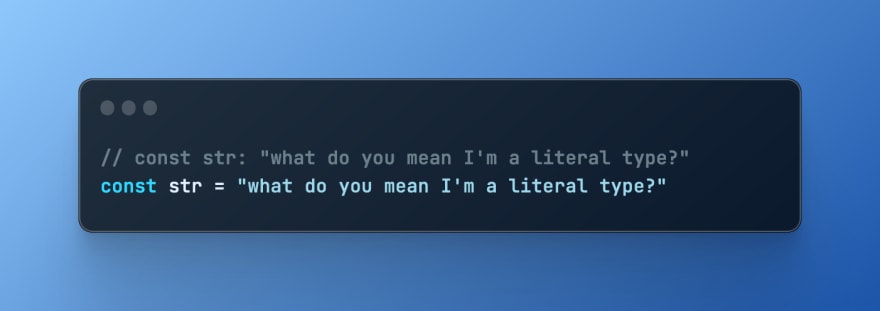 // const str: "what do you mean I'm a literal type?"
const str = "what do you mean I'm a literal type?"